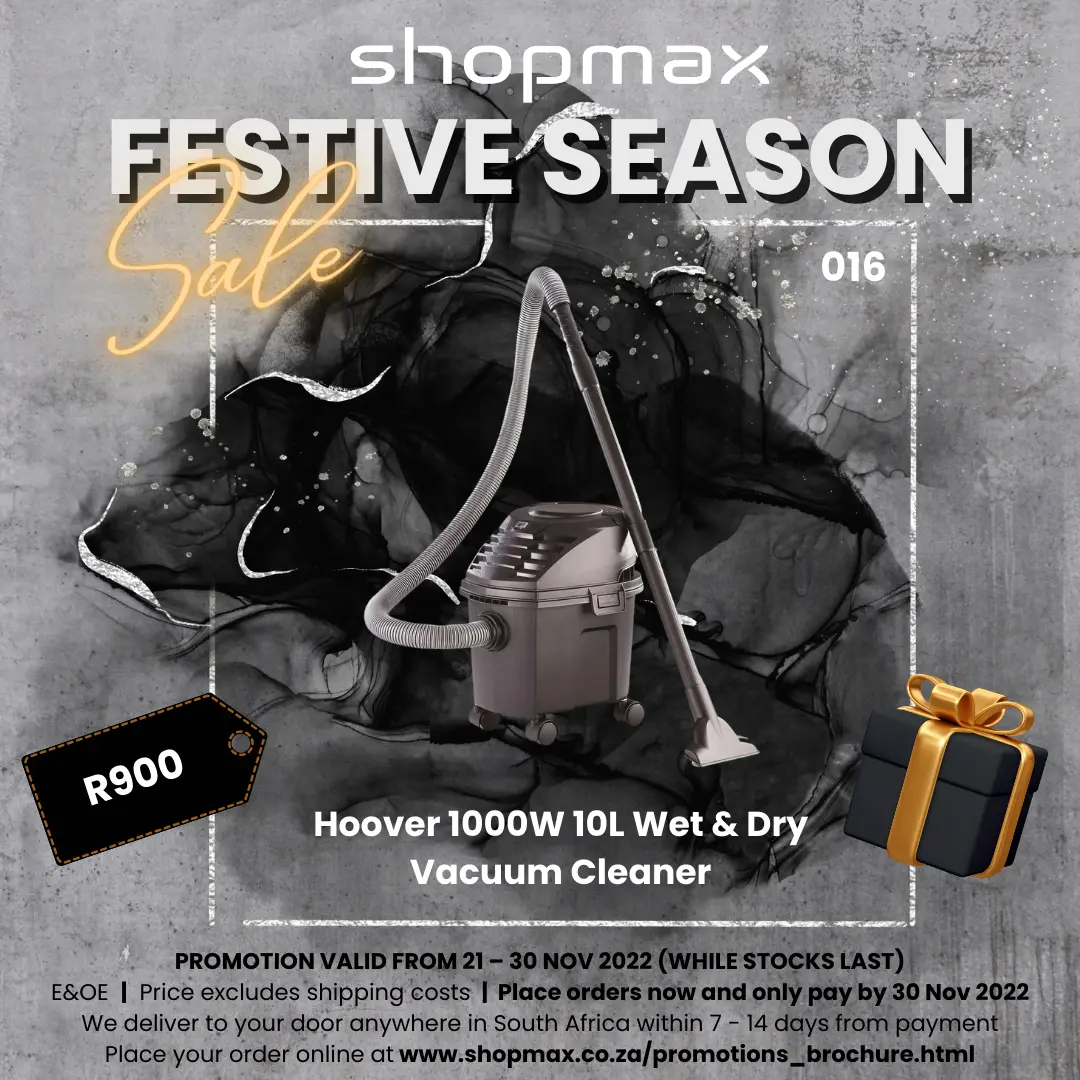 shopmax
FESTIVE SEASON
Sale
016
R900
Hoover 1000W 10L Wet & Dry
Vacuum Cleaner
PROMOTION VALID FROM 21 – 30 NOV 2022 (WHILE STOCKS LAST)
E&OE | Price excludes shipping costs | Place orders now and only pay by 30 Nov 2022
We deliver to your door anywhere in South Africa within 7 - 14 days from payment
Place your order online at www.shopmax.co.za/promotions_brochure.html